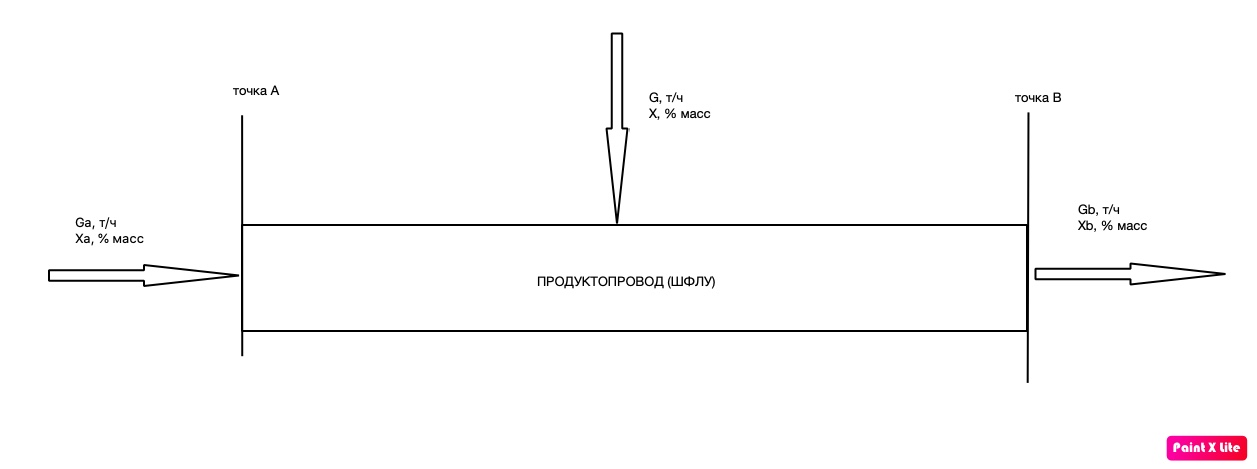 точка А
G, т/ч
X, % масс
точка B
Ga, т/ч
Xa, % масс
Gb, т/ч
Xb, % масс
ПРОДУКТОПРОВОД (ШФЛУ)
Paint X Lite